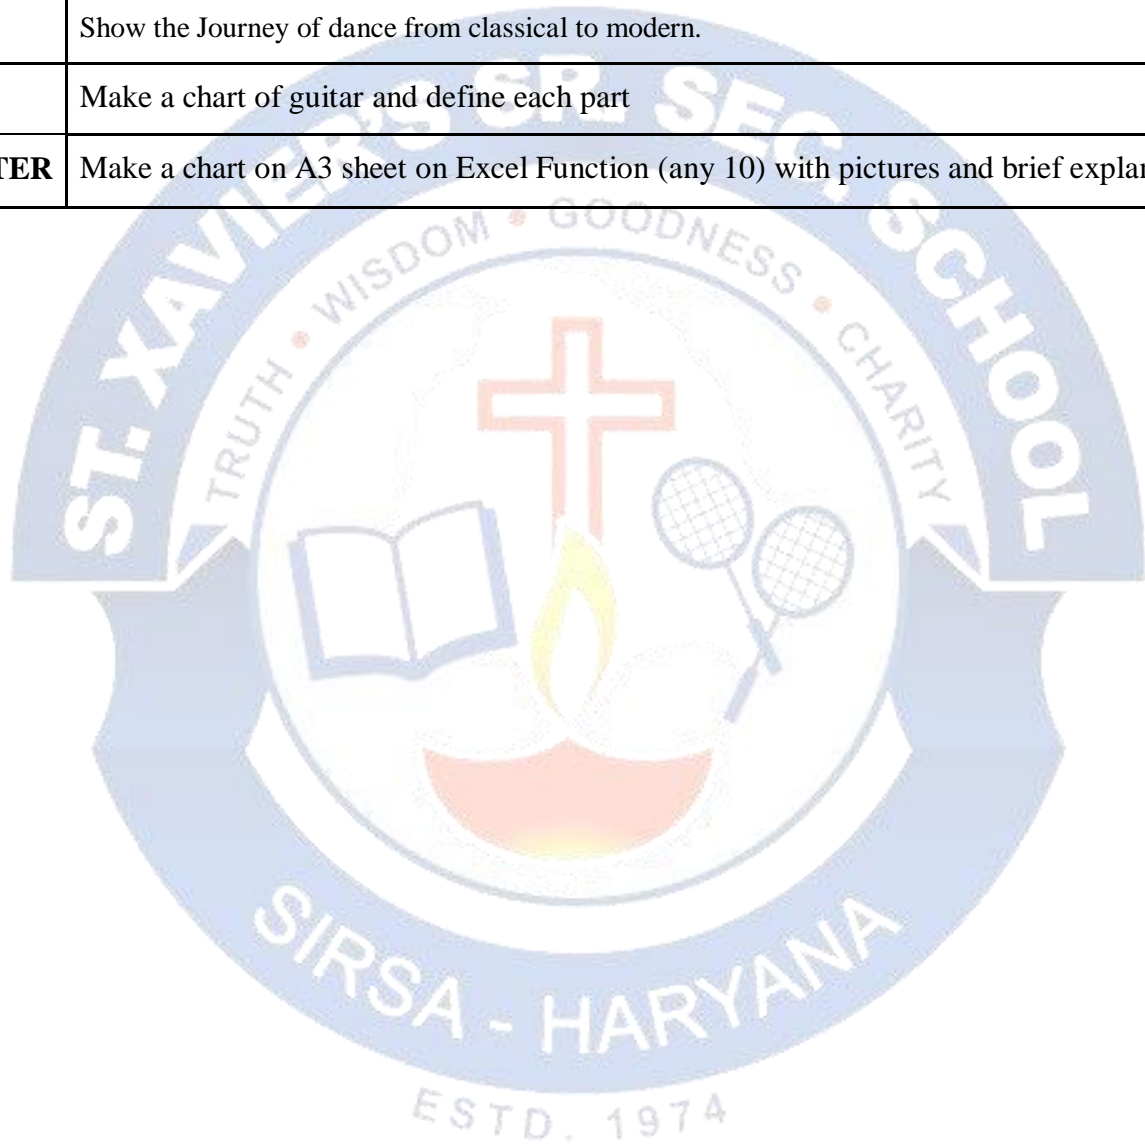 Show the Journey of dance from classical to modern.
Make a chart of guitar and define each part
TER Make a chart on A3 sheet on Excel Function (any 10) with pictures and brief explan
ST. XAVIER'S SR. SEC. SCHOOL
TRUTH • WISDOM • GOODNESS • CHARITY
SIRSA - HARYANA
ESTD. 1974